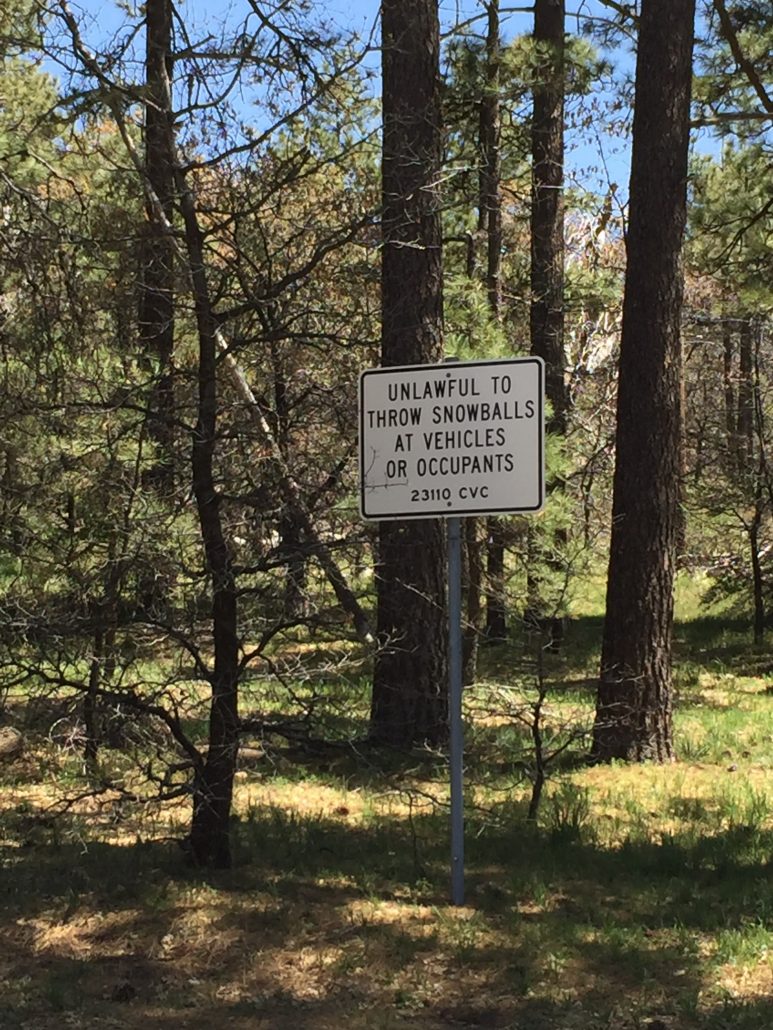 UNLAWFUL TO
THROW SNOWBALLS
AT VEHICLES
OR OCCUPANTS
23110 CVC